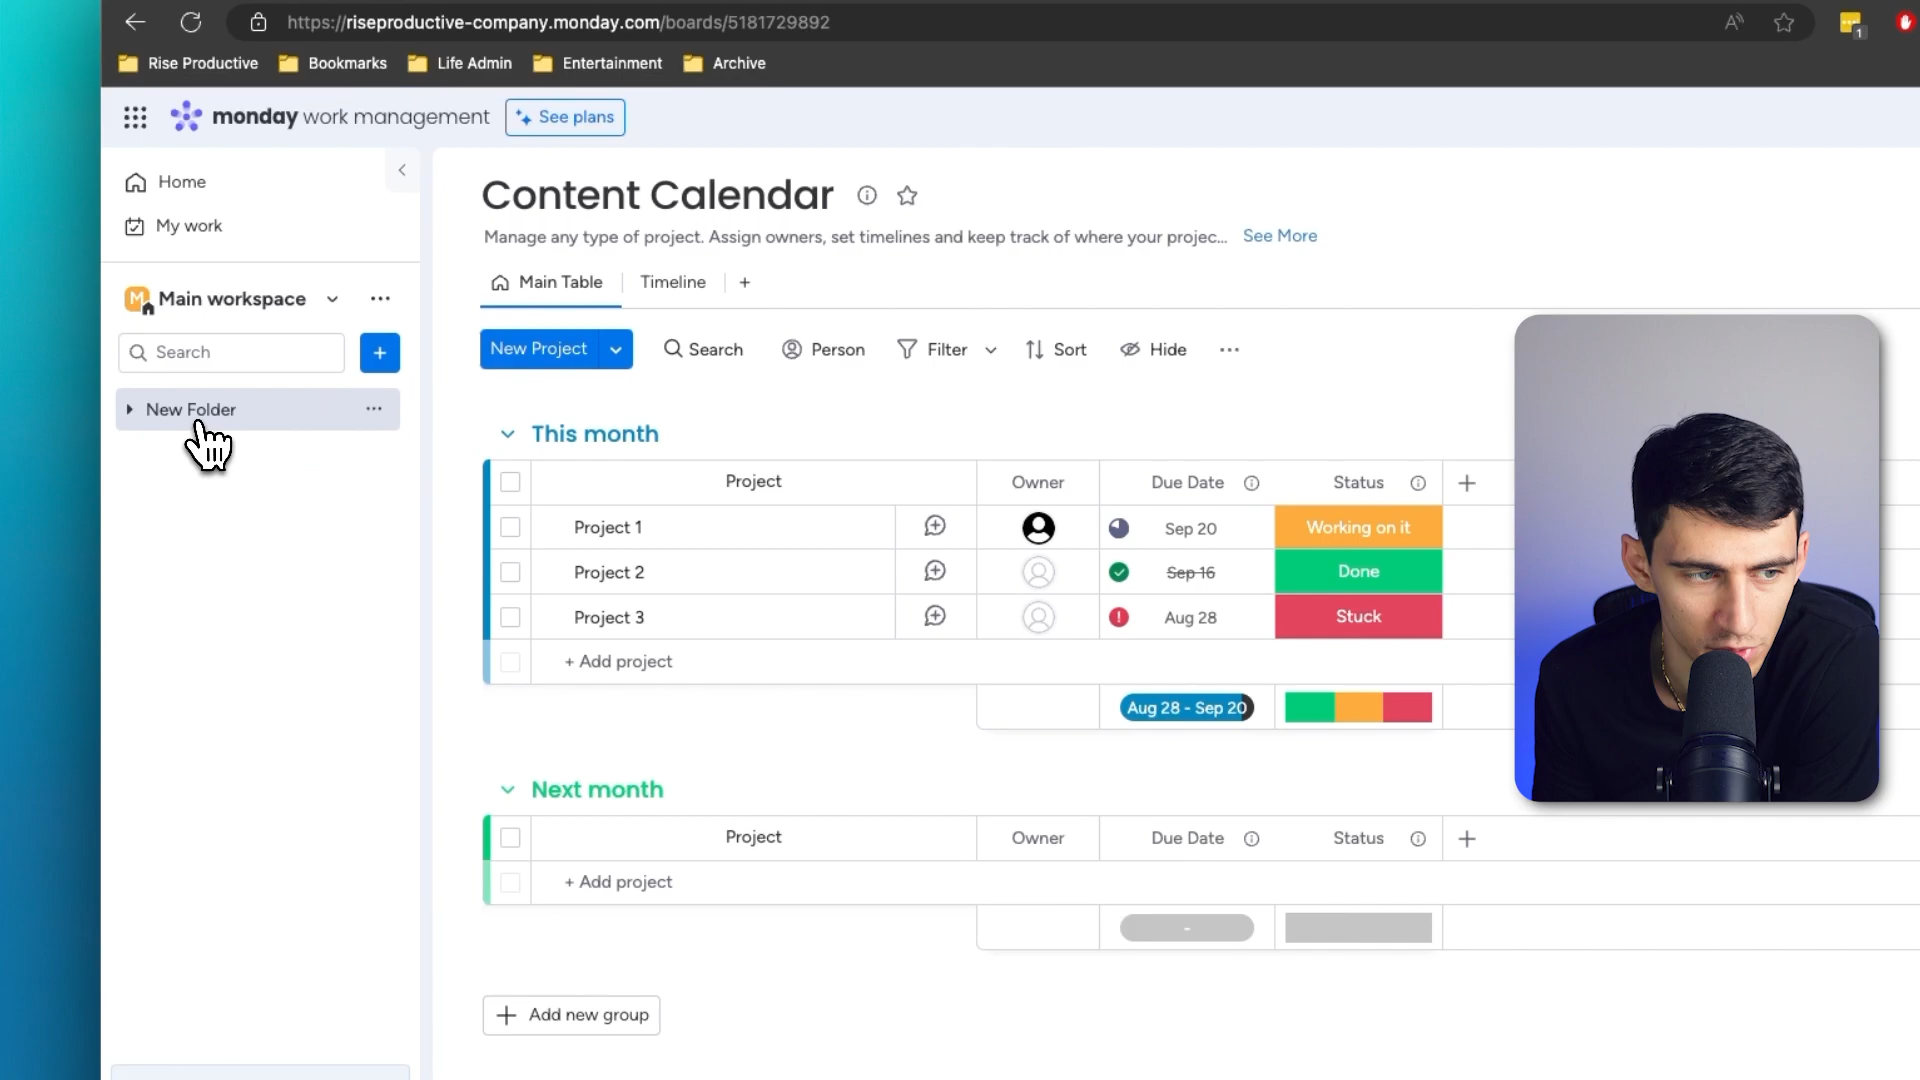 https://riseproductive-company.monday.com/boards/5181729892
1
Rise Productive Bookmarks Life Admin Entertainment Archive
monday work management See plans
Home
My work
M Main workspace
Search
New Folder
Content Calendar
Manage any type of project. Assign owners, set timelines and keep track of where your projec... See More
Main Table Timeline
New Project Search Person Filter Sort Hide
This month
Project Owner Due Date Status
Project 1 Sep 20 Working on it
Project 2 Sep 16 Done
Project 3 Aug 28 Stuck
+ Add project
Aug 28 - Sep 20
Next month
Project Owner Due Date Status
+ Add project
-
Add new group